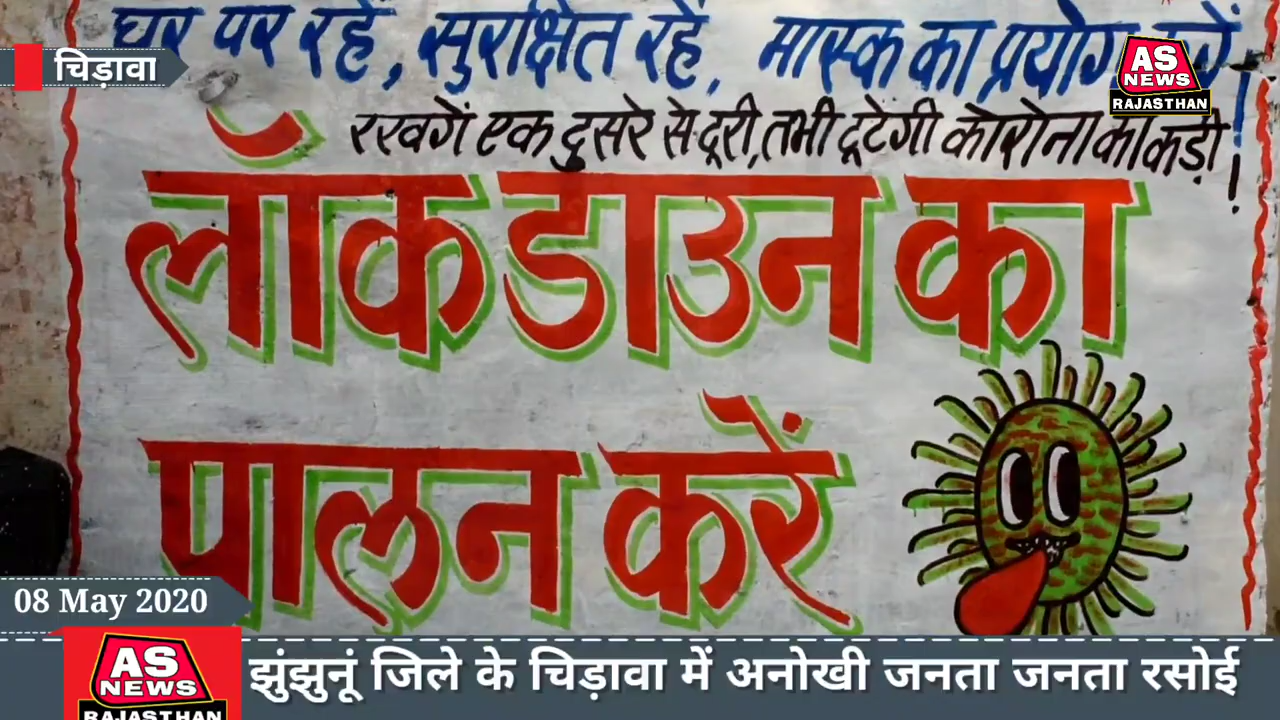 घर पर रहें, सुरक्षित रहें, मास्क का प्रयोग करें!
चिड़ावा
AS
NEWS
RAJASTHAN
रखगें एक दुसरे से दूरी, तभी टूटेगी कोरोना की कड़ी!
लॉकडाउन का
पालन करें
08 May 2020
AS
NEWS
RAJASTHAN
झुंझुनूं जिले के चिड़ावा में अनोखी जनता जनता रसोई